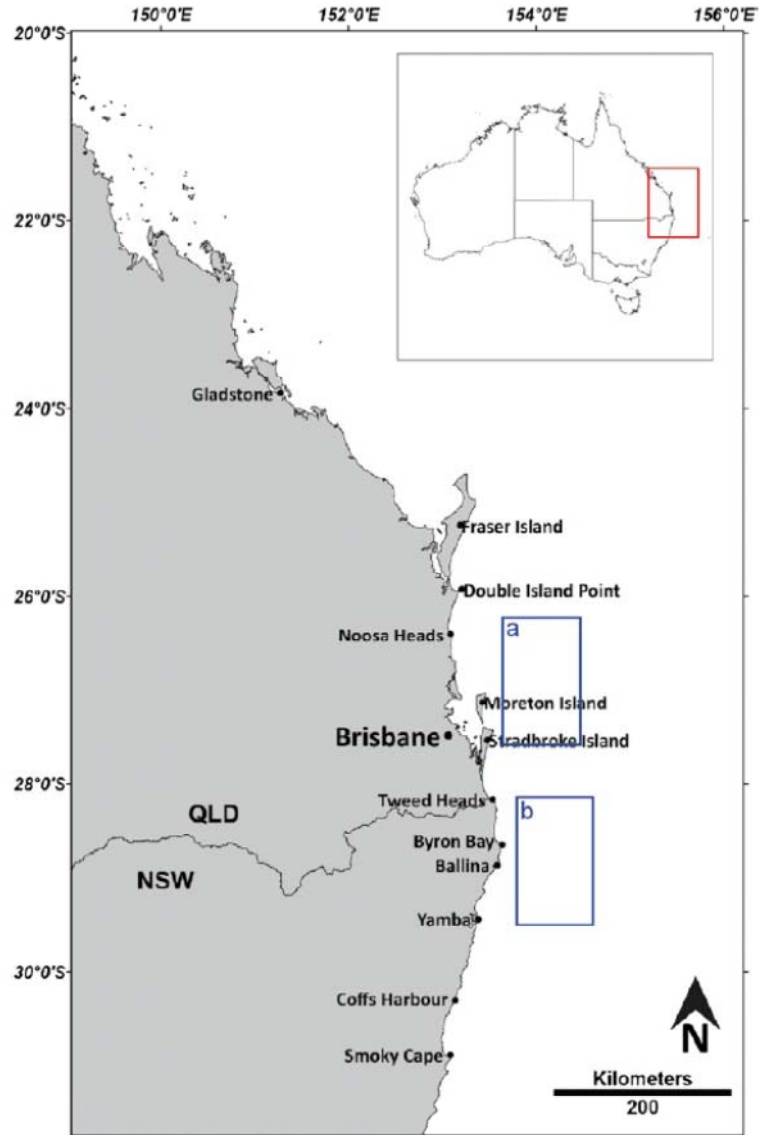 150°0'E 152°0'E 154°0'E 156°0'E
20°0'S
22°0'S
Gladstone
24°0'S
Fraser Island
26°0'S
Double Island Point
a
Noosa Heads
Moreton Island
Brisbane
Stradbroke Island
28°0'S
Tweed Heads
b
QLD
Byron Bay
Ballina
NSW
Yamba
30°0'S
Coffs Harbour
N
Smoky Cape
Kilometers
200